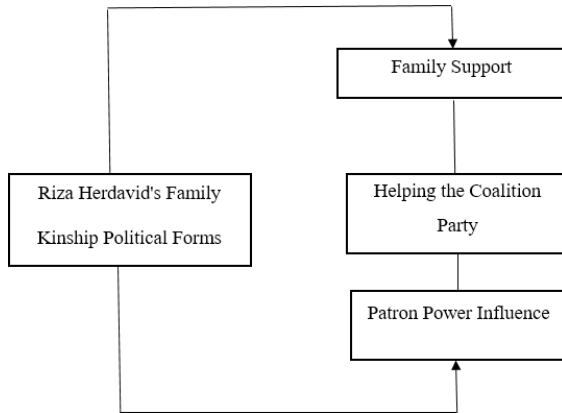 Family Support
Riza Herdavid's Family
Kinship Political Forms
Helping the Coalition
Party
Patron Power Influence